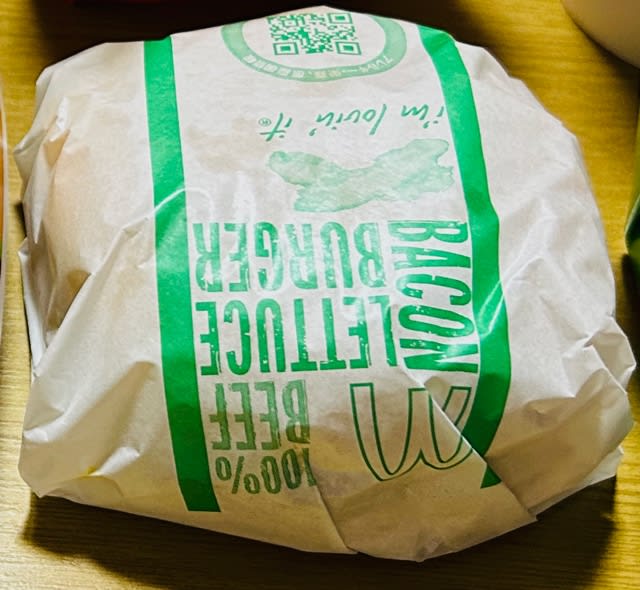 100%
BEEF
BACON
LETTUCE
BURGER
i'm lovin' it®